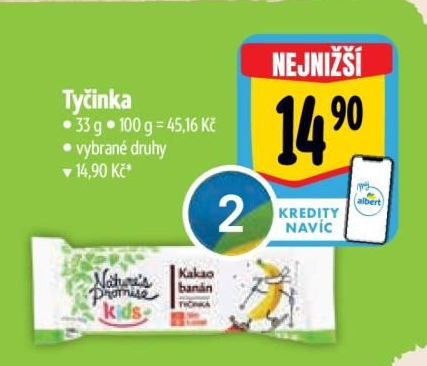 NEJNIŽŠÍ
Tyčinka
• 33 g • 100 g = 45,16 Kč
• vybrané druhy
▼ 14,90 Kč*
14 90
můj
albert
2
KREDITY
NAVÍC
Nature's
Promise
Kids
Kakao
banán
TYČINKA